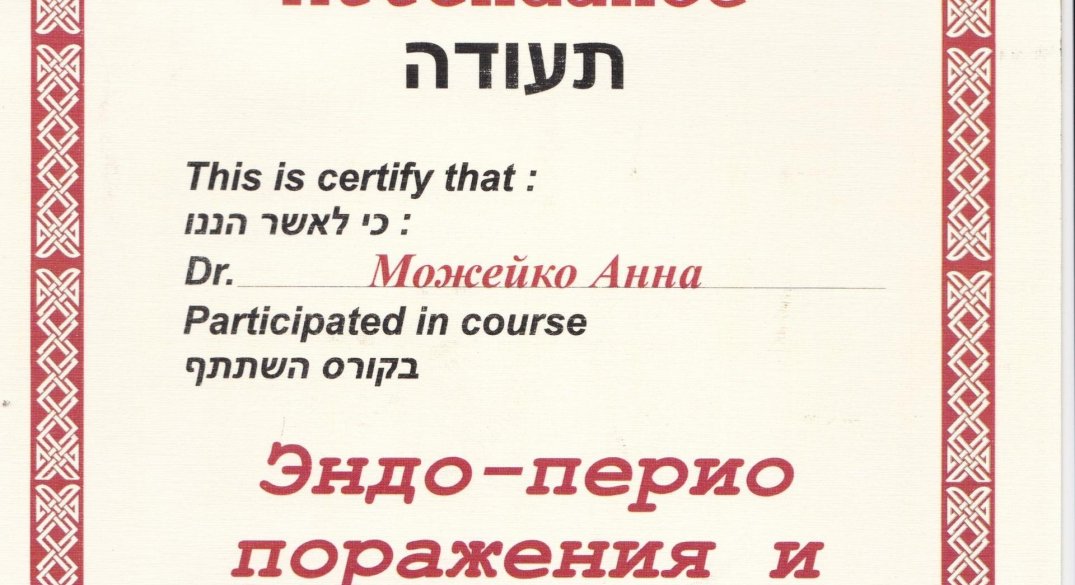 Attendance
תעודה
This is certify that :
: כי לאשר הננו
Dr. Можейко Анна
Participated in course
בקורס השתתף
Эндо-перио
поражения и